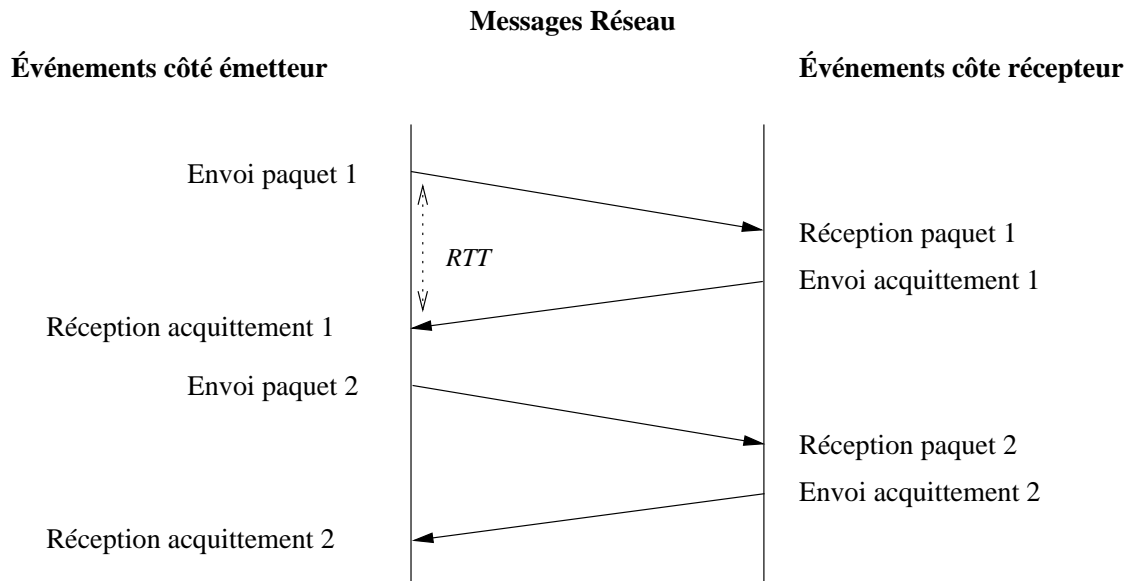 Messages Réseau
Événements côté émetteur
Événements côte récepteur
Envoi paquet 1
Réception paquet 1
RTT
Envoi acquittement 1
Réception acquittement 1
Envoi paquet 2
Réception paquet 2
Envoi acquittement 2
Réception acquittement 2